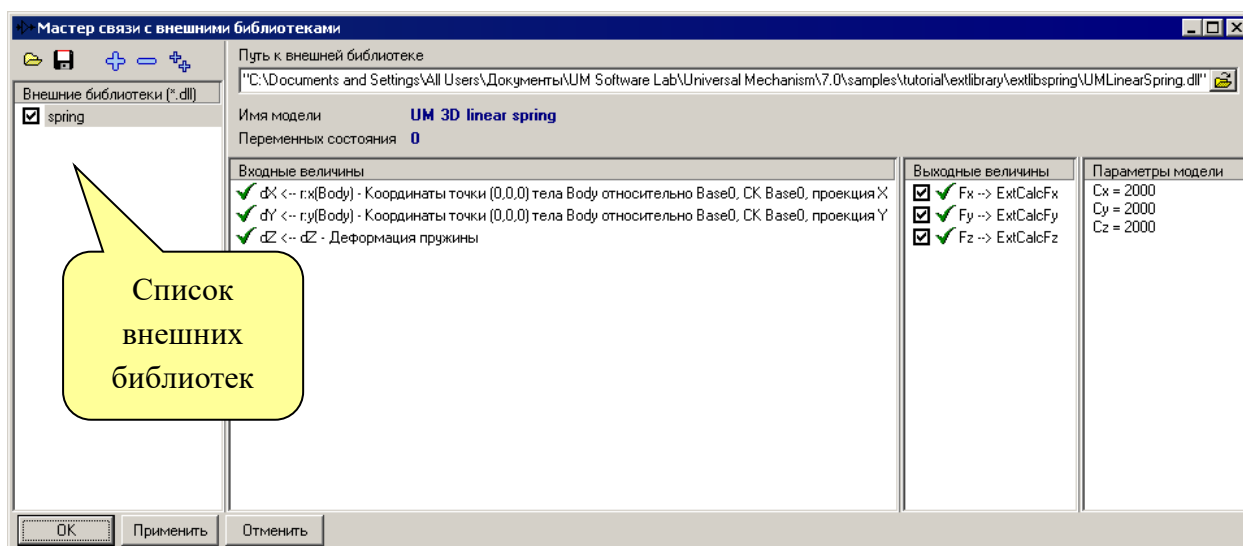 Мастер связи с внешними библиотеками
Путь к внешней библиотеке
"C:\Documents and Settings\All Users\Документы\UM Software Lab\Universal Mechanism\7.0\samples\tutorial\extlibrary\extlibspring\UMLinearSpring.dll"
Внешние библиотеки (*.dll)
spring
Имя модели UM 3D linear spring
Переменных состояния 0
Входные величины
dX <-- r:x(Body) - Координаты точки (0,0,0) тела Body относительно Base0, СК Base0, проекция X
dY <-- r:y(Body) - Координаты точки (0,0,0) тела Body относительно Base0, СК Base0, проекция Y
dZ <-- dZ - Деформация пружины
Выходные величины
Fx --> ExtCalcFx
Fy --> ExtCalcFy
Fz --> ExtCalcFz
Параметры модели
Cx = 2000
Cy = 2000
Cz = 2000
Список
внешних
библиотек
OK Применить Отменить